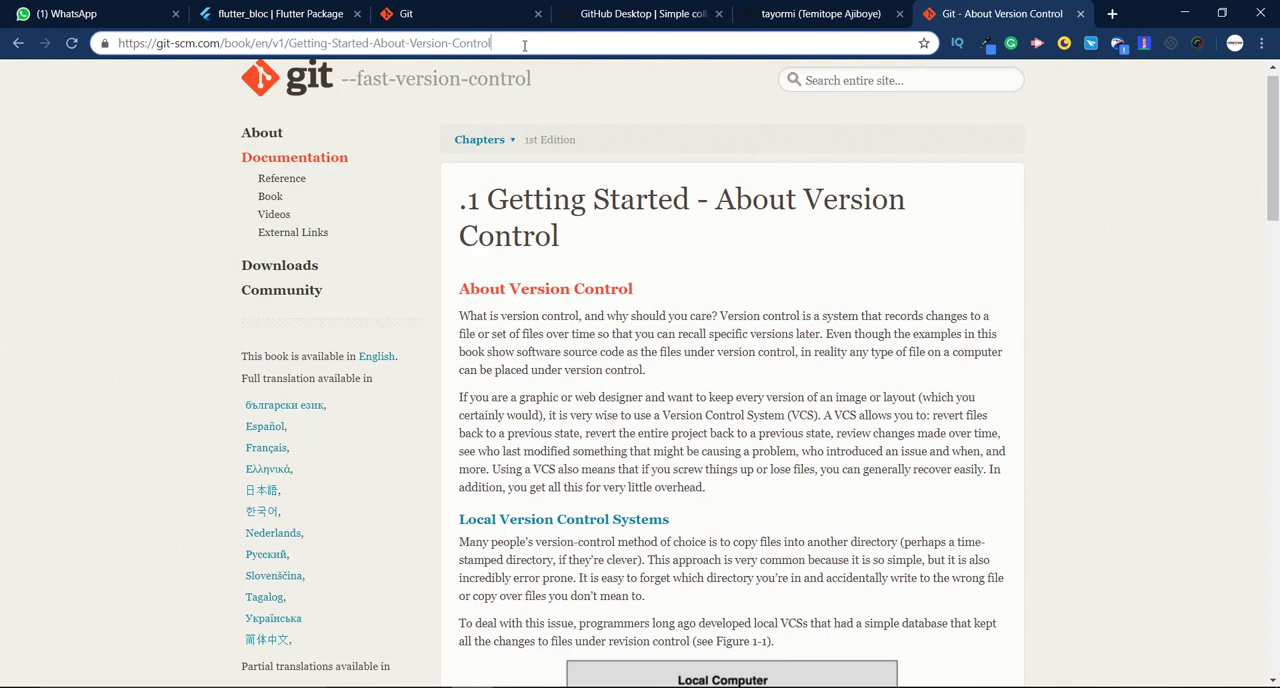 (1) WhatsApp
flutter_bloc | Flutter Package
Git
GitHub Desktop | Simple coll
tayormi (Temitope Ajiboye)
Git - About Version Control
https://git-scm.com/book/en/v1/Getting-Started-About-Version-Control
IQ
git --fast-version-control
Search entire site...
About
Documentation
Reference
Book
Videos
External Links
Downloads
Community
This book is available in English.
Full translation available in
български език,
Español,
Français,
Ελληνικά,
日本語,
한국어,
Nederlands,
Русский,
Slovenščina,
Tagalog,
Українська
简体中文,
Partial translations available in
Chapters ▾ 1st Edition
.1 Getting Started - About Version
Control
About Version Control
What is version control, and why should you care? Version control is a system that records changes to a
file or set of files over time so that you can recall specific versions later. Even though the examples in this
book show software source code as the files under version control, in reality any type of file on a computer
can be placed under version control.
If you are a graphic or web designer and want to keep every version of an image or layout (which you
certainly would), it is very wise to use a Version Control System (VCS). A VCS allows you to: revert files
back to a previous state, revert the entire project back to a previous state, review changes made over time,
see who last modified something that might be causing a problem, who introduced an issue and when, and
more. Using a VCS also means that if you screw things up or lose files, you can generally recover easily. In
addition, you get all this for very little overhead.
Local Version Control Systems
Many people’s version-control method of choice is to copy files into another directory (perhaps a time-
stamped directory, if they’re clever). This approach is very common because it is so simple, but it is also
incredibly error prone. It is easy to forget which directory you’re in and accidentally write to the wrong file
or copy over files you don’t mean to.
To deal with this issue, programmers long ago developed local VCSs that had a simple database that kept
all the changes to files under revision control (see Figure 1-1).
Local Computer